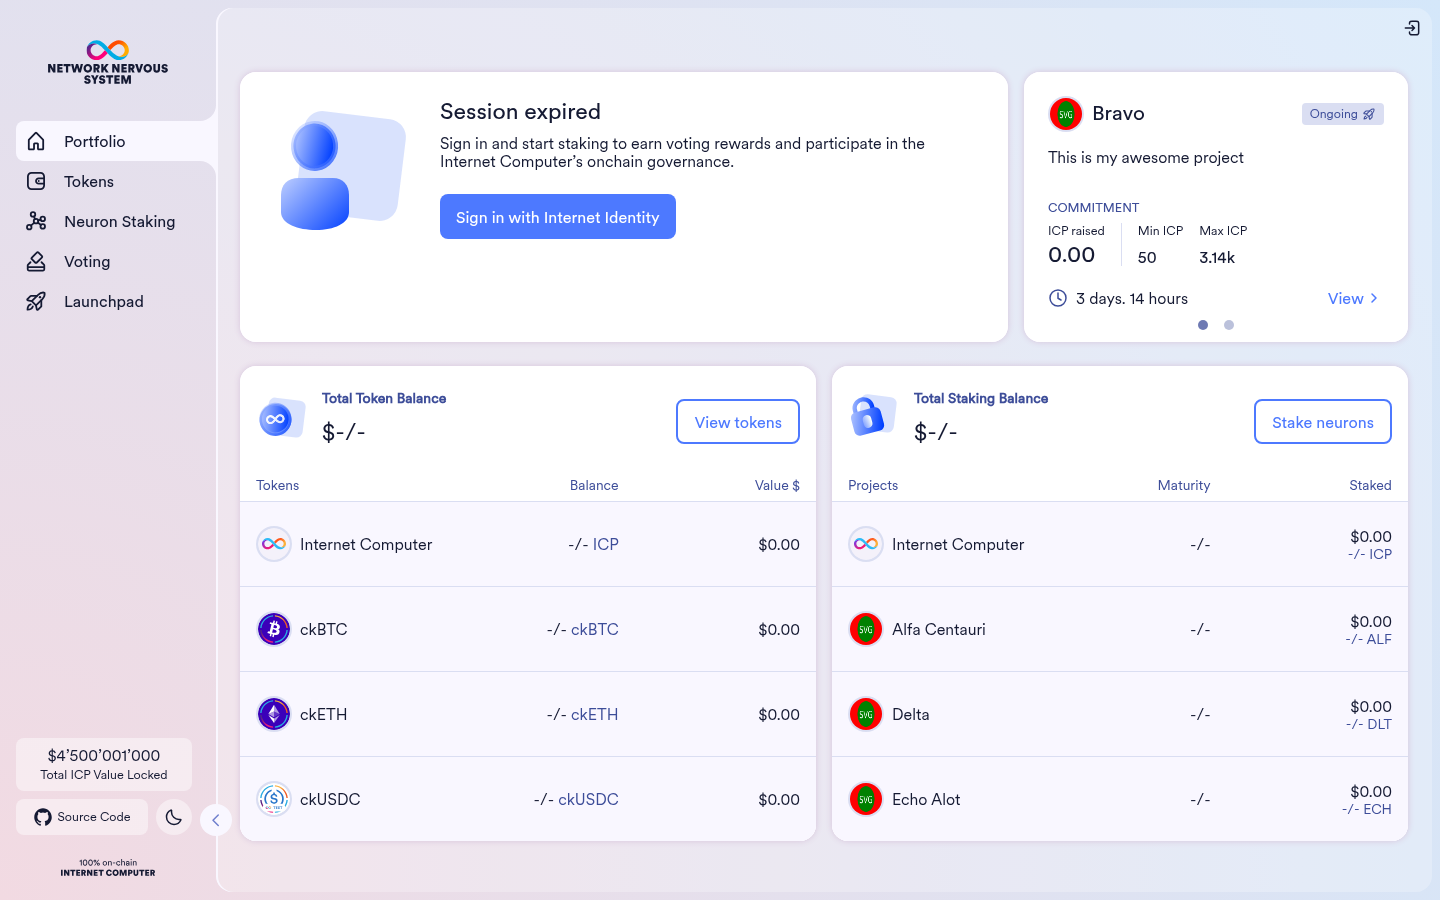 NETWORK NERVOUS
SYSTEM
Portfolio
Tokens
Neuron Staking
Voting
Launchpad
$4’500’001’000
Total ICP Value Locked
Source Code
100% on-chain
INTERNET COMPUTER
Session expired
Sign in and start staking to earn voting rewards and participate in the
Internet Computer’s onchain governance.
Sign in with Internet Identity
SVG
Bravo
Ongoing
This is my awesome project
COMMITMENT
ICP raised Min ICP Max ICP
0.00 50 3.14k
3 days. 14 hours
View
Total Token Balance
$-/-
View tokens
Tokens Balance Value $
Internet Computer -/- ICP $0.00
ckBTC -/- ckBTC $0.00
ckETH -/- ckETH $0.00
ckUSDC -/- ckUSDC $0.00
Total Staking Balance
$-/-
Stake neurons
Projects Maturity Staked
Internet Computer -/- $0.00
-/- ICP
SVG Alfa Centauri -/- $0.00
-/- ALF
SVG Delta -/- $0.00
-/- DLT
SVG Echo Alot -/- $0.00
-/- ECH